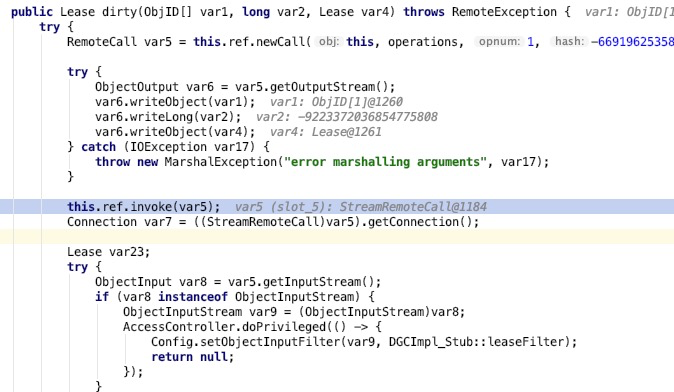 public Lease dirty(ObjID[] var1, long var2, Lease var4) throws RemoteException { var1: ObjID[1
try {
RemoteCall var5 = this.ref.newCall( obj: this, operations, opnum: 1, hash: -66919625358
try {
ObjectOutput var6 = var5.getOutputStream();
var6.writeObject(var1); var1: ObjID[1]@1260
var6.writeLong(var2); var2: -9223372036854775808
var6.writeObject(var4); var4: Lease@1261
} catch (IOException var17) {
throw new MarshalException("error marshalling arguments", var17);
}
this.ref.invoke(var5); var5 (slot_5): StreamRemoteCall@1184
Connection var7 = ((StreamRemoteCall)var5).getConnection();
Lease var23;
try {
ObjectInput var8 = var5.getInputStream();
if (var8 instanceof ObjectInputStream) {
ObjectInputStream var9 = (ObjectInputStream)var8;
AccessController.doPrivileged(() -> {
Config.setObjectInputFilter(var9, DGCImpl_Stub::leaseFilter);
return null;
});
}